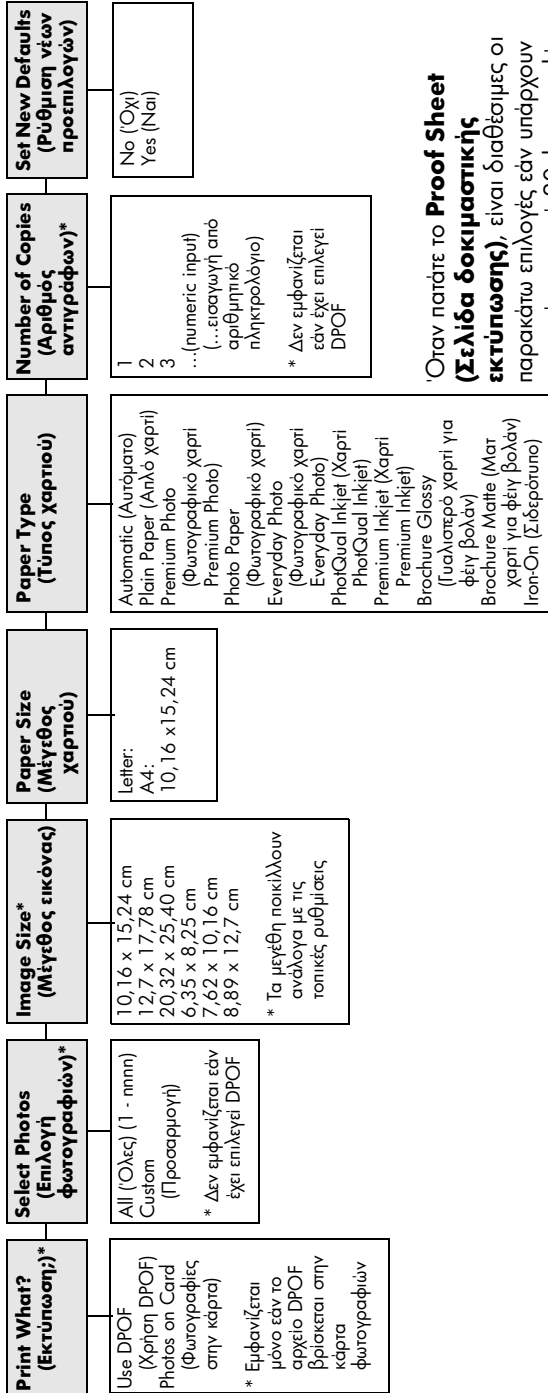 Print What?
(Εκτύπωση;)*
Use DPOF
(Χρήση DPOF)
Photos on Card
(Φωτογραφίες
στην κάρτα)
* Εμφανίζεται
μόνο εάν το
αρχείο DPOF
βρίσκεται στην
κάρτα
φωτογραφιών
Select Photos
(Επιλογή
φωτογραφιών)*
All (Όλες) (1 - nnnn)
Custom
(Προσαρμογή)
* Δεν εμφανίζεται εάν
έχει επιλεγεί DPOF
Image Size*
(Μέγεθος εικόνας)
10,16 x 15,24 cm
12,7 x 17,78 cm
20,32 x 25,40 cm
6,35 x 8,25 cm
7,62 x 10,16 cm
8,89 x 12,7 cm
* Τα μεγέθη ποικίλλουν
ανάλογα με τις
τοπικές ρυθμίσεις
Paper Size
(Μέγεθος
χαρτιού)
Letter:
A4:
10,16 x15,24 cm
Paper Type
(Τύπος χαρτιού)
Automatic (Αυτόματο)
Plain Paper (Απλό χαρτί)
Premium Photo
(Φωτογραφικό χαρτί
Premium Photo)
Photo Paper
(Φωτογραφικό χαρτί)
Everyday Photo
(Φωτογραφικό χαρτί
Everyday Photo)
PhotQual Inkjet (Χαρτί
PhotQual Inkjet)
Premium Inkjet (Χαρτί
Premium Inkjet)
Brochure Glossy
(Γυαλιστερό χαρτί για
φέιγ βολάν)
Brochure Matte (Ματ
χαρτί για φέιγ βολάν)
Iron-On (Σιδερότυπο)
Number of Copies
(Αριθμός
αντιγράφων)*
1
2
3
...(numeric input)
(...εισαγωγή από
αριθμητικό
πληκτρολόγιο)
* Δεν εμφανίζεται
εάν έχει επιλεγεί
DPOF
Set New Defaults
(Ρύθμιση νέων
προεπιλογών)
No (Όχι)
Yes (Ναι)
Όταν πατάτε το Proof Sheet
(Σελίδα δοκιμαστικής
εκτύπωσης), είναι διαθέσιμες οι
παρακάτω επιλογές εάν υπάρχουν